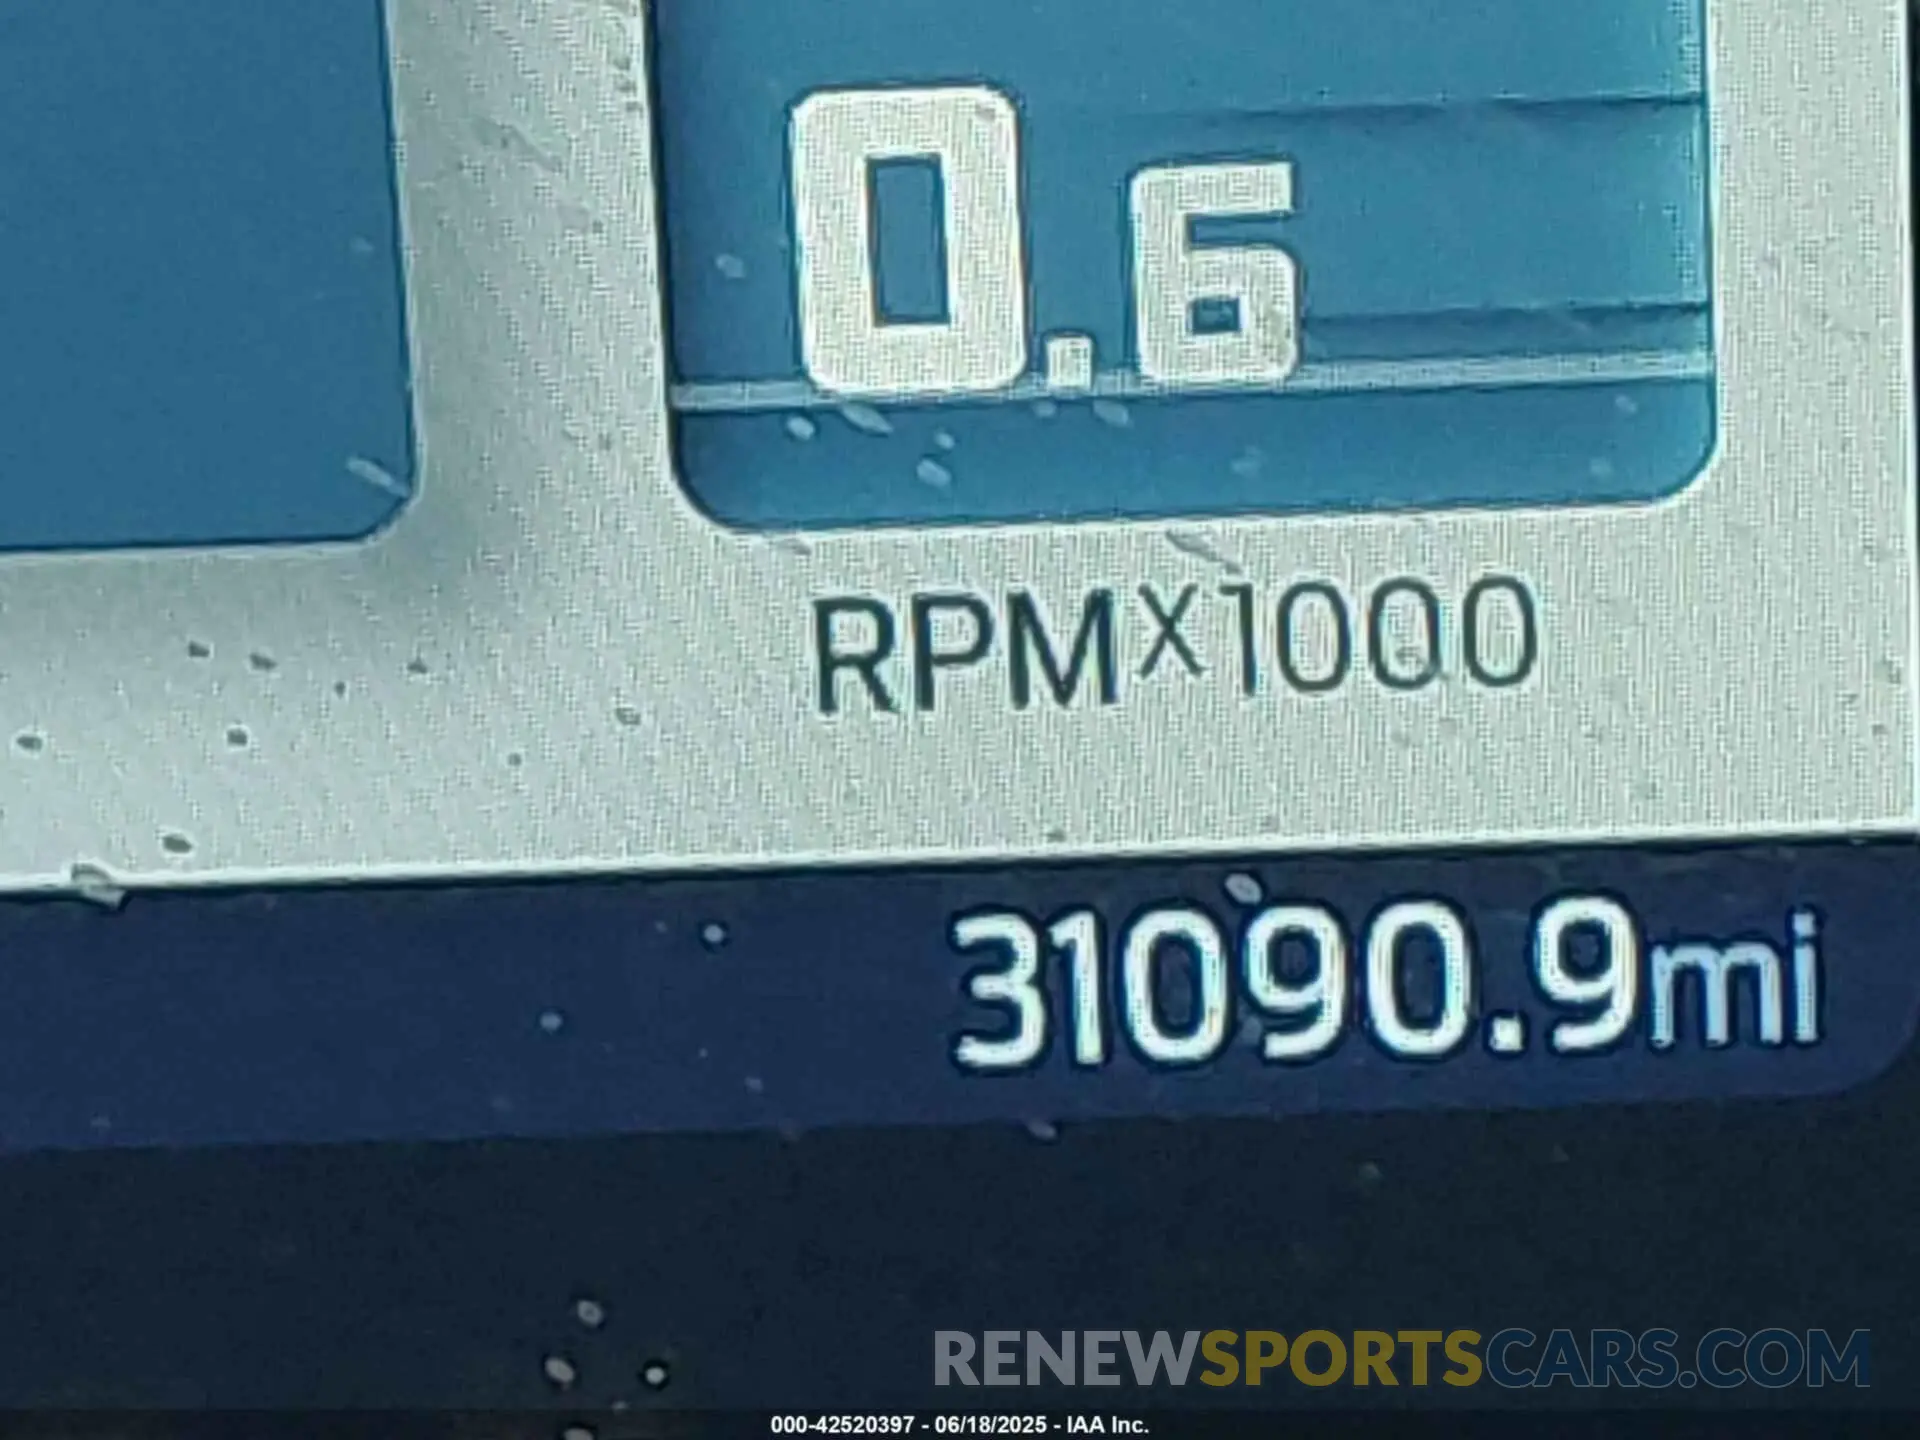 0.6
RPMX1000
31090.9mi
RENEWSPORTSCARS.COM
000-42520397 - 06/18/2025 - IAA Inc.